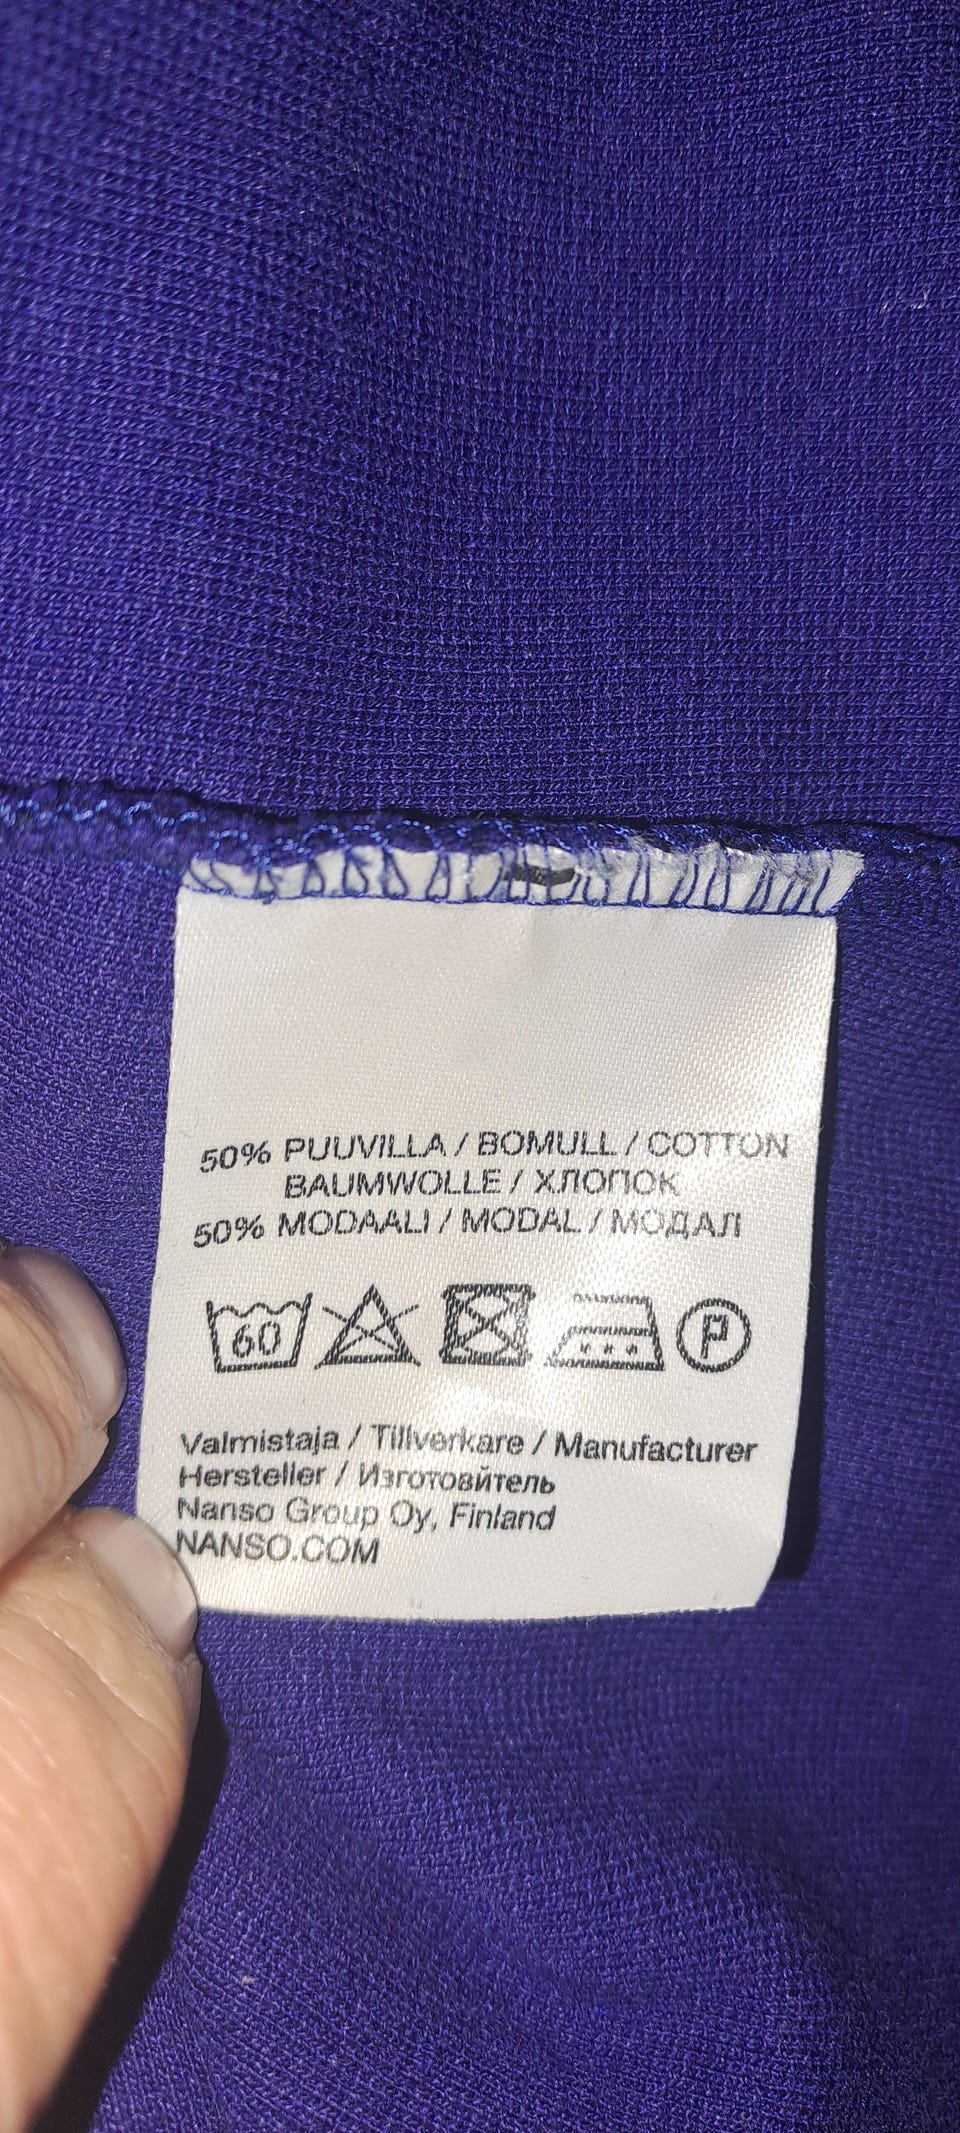 50% PUUVILLA / BOMULL / COTTON
BAUMWOLLE / ХЛОПОК
50% MODAALI / MODAL / МОДАЛ
60 P
Valmistaja / Tillverkare / Manufacturer
Hersteller / Изготовйтель
Nanso Group Oy, Finland
NANSO.COM